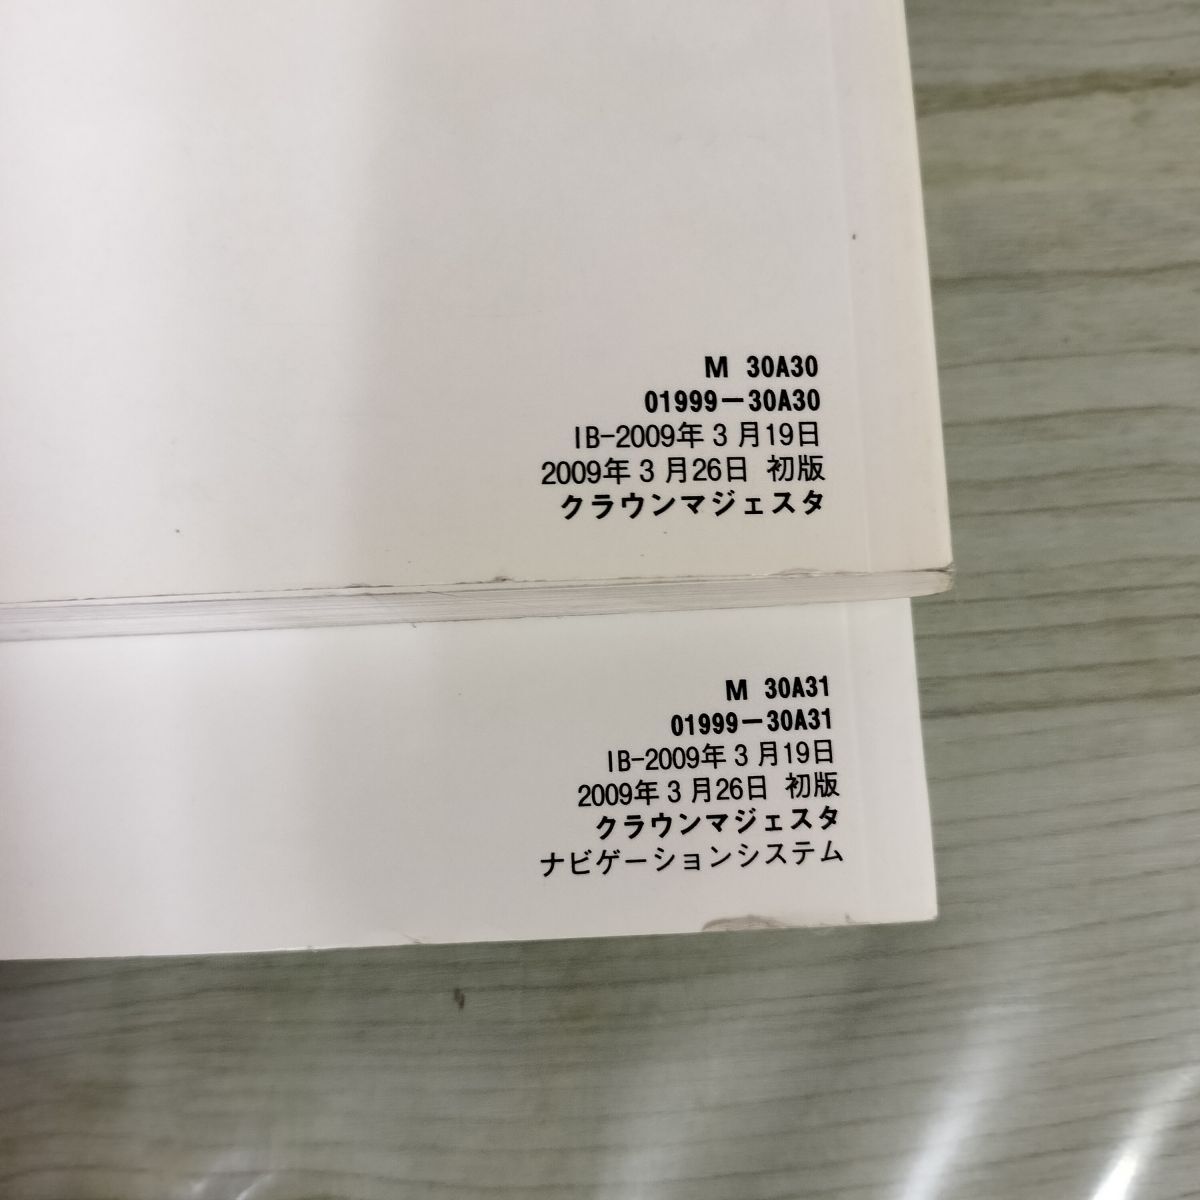 M 30A30
01999－30A30
IB-2009年３月19日
2009年３月26日 初版
クラウンマジェスタ
M 30A31
01999－30A31
IB-2009年３月19日
2009年３月26日 初版
クラウンマジェスタ
ナビゲーションシステム